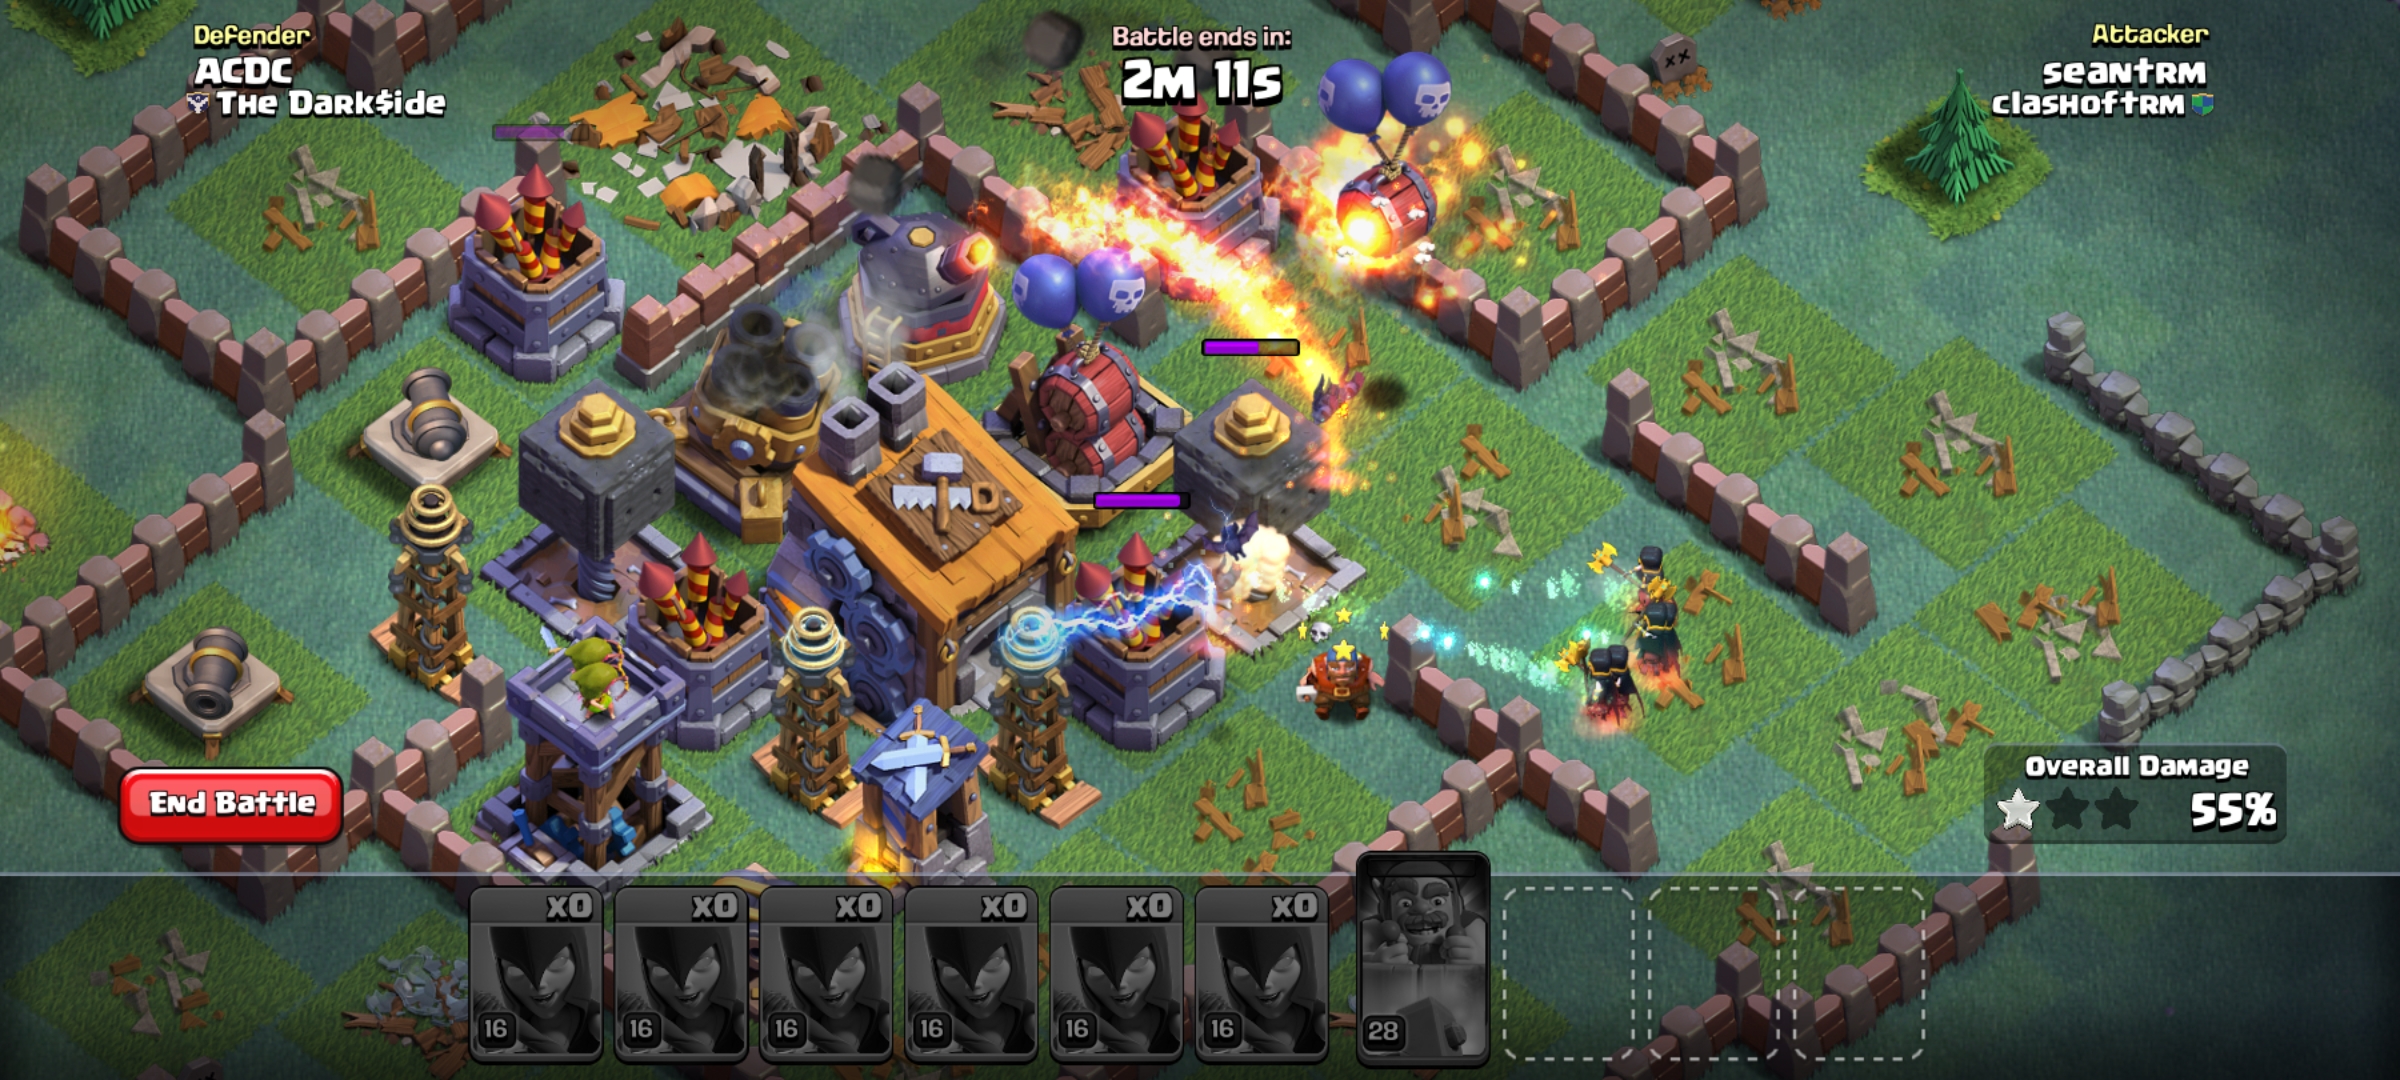 Defender
ACDC
The Dark$ide
Battle ends in:
2M 11s
Attacker
seantrm
clashoftrm
End Battle
Overall Damage
55%
x0
x0
x0
x0
x0
x0
16
16
16
16
16
16
28